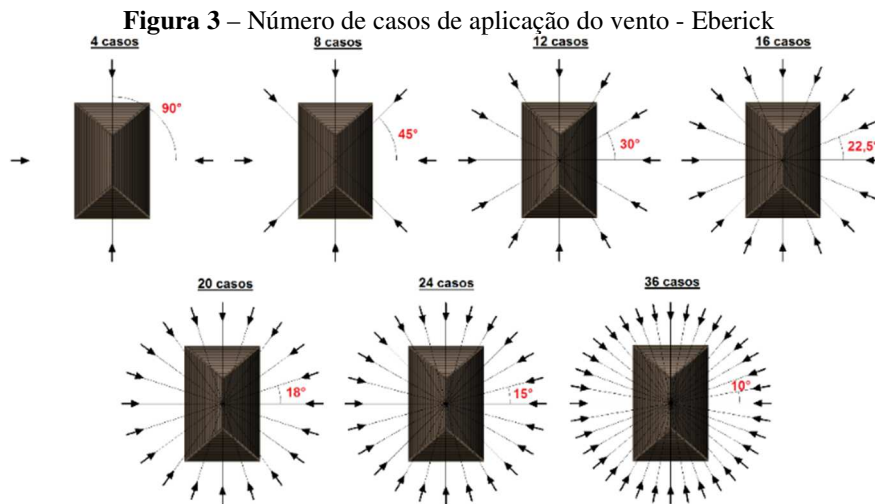 Figura 3 – Número de casos de aplicação do vento - Eberick
4 casos
8 casos
12 casos
16 casos
90°
45°
30°
22,5°
20 casos
24 casos
36 casos
18°
15°
10°